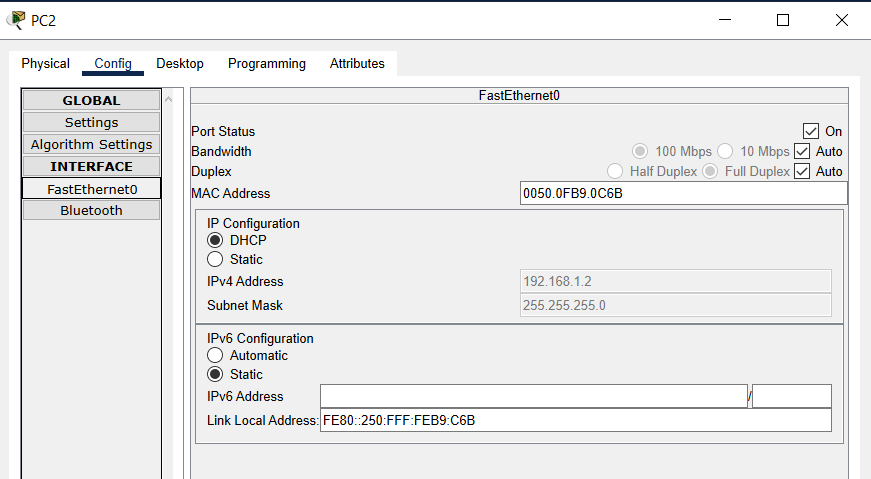 PC2
Physical Config Desktop Programming Attributes
GLOBAL
Settings
Algorithm Settings
INTERFACE
FastEthernet0
Bluetooth
FastEthernet0
Port Status On
Bandwidth 100 Mbps 10 Mbps Auto
Duplex Half Duplex Full Duplex Auto
MAC Address 0050.0FB9.0C6B
IP Configuration
DHCP
Static
IPv4 Address 192.168.1.2
Subnet Mask 255.255.255.0
IPv6 Configuration
Automatic
Static
IPv6 Address /
Link Local Address: FE80::250:FFF:FEB9:C6B